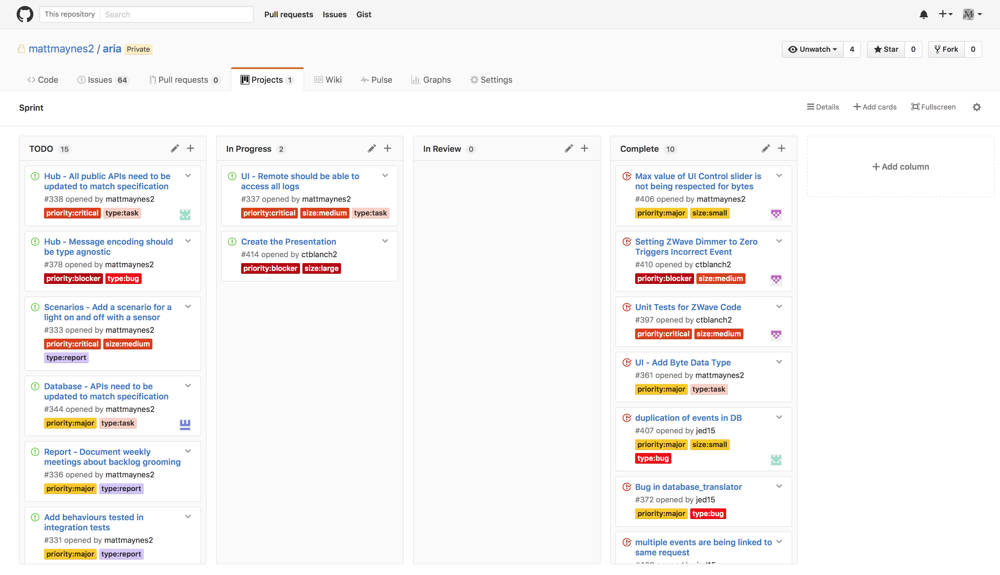 This repository Search Pull requests Issues Gist
M
mattmaynes2 / aria Private Unwatch 4 Star 0 Fork 0
Code Issues 64 Pull requests 0 Projects 1 Wiki Pulse Graphs Settings
Sprint Details Add cards Fullscreen
TODO 15
Hub - All public APIs need to be
updated to match specification
#338 opened by mattmaynes2
priority:critical type:task
Hub - Message encoding should
be type agnostic
#378 opened by mattmaynes2
priority:blocker type:bug
Scenarios - Add a scenario for a
light on and off with a sensor
#333 opened by mattmaynes2
priority:critical size:medium
type:report
Database - APIs need to be
updated to match specification
#344 opened by mattmaynes2
priority:major type:task
Report - Document weekly
meetings about backlog grooming
#336 opened by mattmaynes2
priority:major type:report
Add behaviours tested in
integration tests
#331 opened by mattmaynes2
priority:major type:report
In Progress 2
UI - Remote should be able to
access all logs
#337 opened by mattmaynes2
priority:critical size:medium type:task
Create the Presentation
#414 opened by ctblanch2
priority:blocker size:large
In Review 0
Complete 10
Max value of UI Control slider is
not being respected for bytes
#406 opened by mattmaynes2
priority:major size:small
Setting ZWave Dimmer to Zero
Triggers Incorrect Event
#410 opened by ctblanch2
priority:blocker size:medium
Unit Tests for ZWave Code
#397 opened by ctblanch2
priority:critical size:medium
UI - Add Byte Data Type
#361 opened by mattmaynes2
priority:major type:task
duplication of events in DB
#407 opened by jed15
priority:major size:small
type:bug
Bug in database_translator
#372 opened by jed15
priority:major type:bug
multiple events are being linked to
same request
opened by jed15
Add column